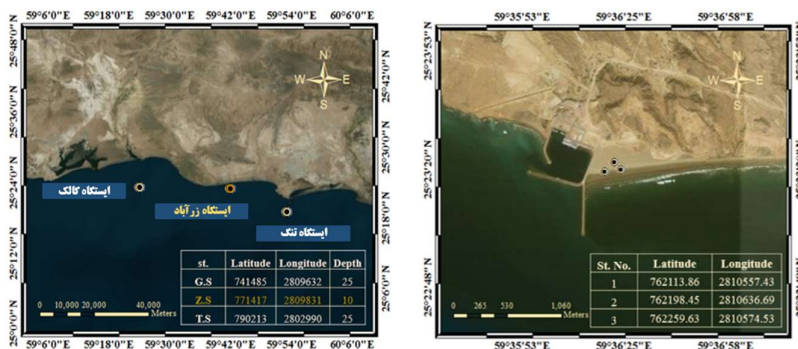 59°6'0"E 59°18'0"E 59°30'0"E 59°42'0"E 59°54'0"E 60°6'0"E
25°48'0"N
25°42'0"N
25°36'0"N
25°30'0"N
25°24'0"N
25°18'0"N
25°12'0"N
25°6'0"N
25°0'0"N
N
W E
S
ایستگاه گالک
ایستگاه زرآباد
ایستگاه تنگ
st. Latitude Longitude Depth
G.S 741485 2809632 25
Z.S 771417 2809831 10
T.S 790213 2802990 25
0 10,000 20,000 40,000
Meters
59°6'0"E 59°18'0"E 59°30'0"E 59°42'0"E 59°54'0"E 60°6'0"E
59°35'53"E 59°36'25"E 59°36'58"E
25°23'53"N
25°23'20"N
25°22'48"N
N
W E
S
St. No. Latitude Longitude
1 762113.86 2810557.43
2 762198.45 2810636.69
3 762259.63 2810574.53
0 265 530 1,060
Meters
59°35'53"E 59°36'25"E 59°36'58"E